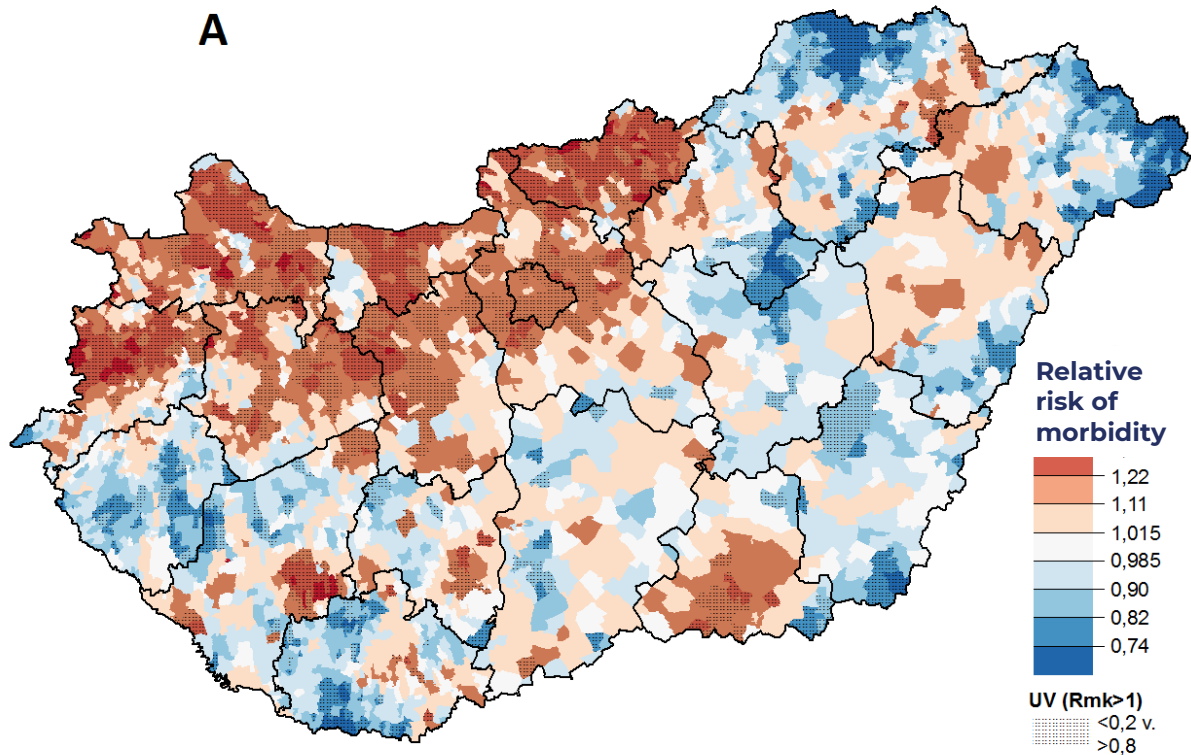 A
Relative
risk of
morbidity
1,22
1,11
1,015
0,985
0,90
0,82
0,74
UV (Rmk>1)
<0,2 v.
>0,8